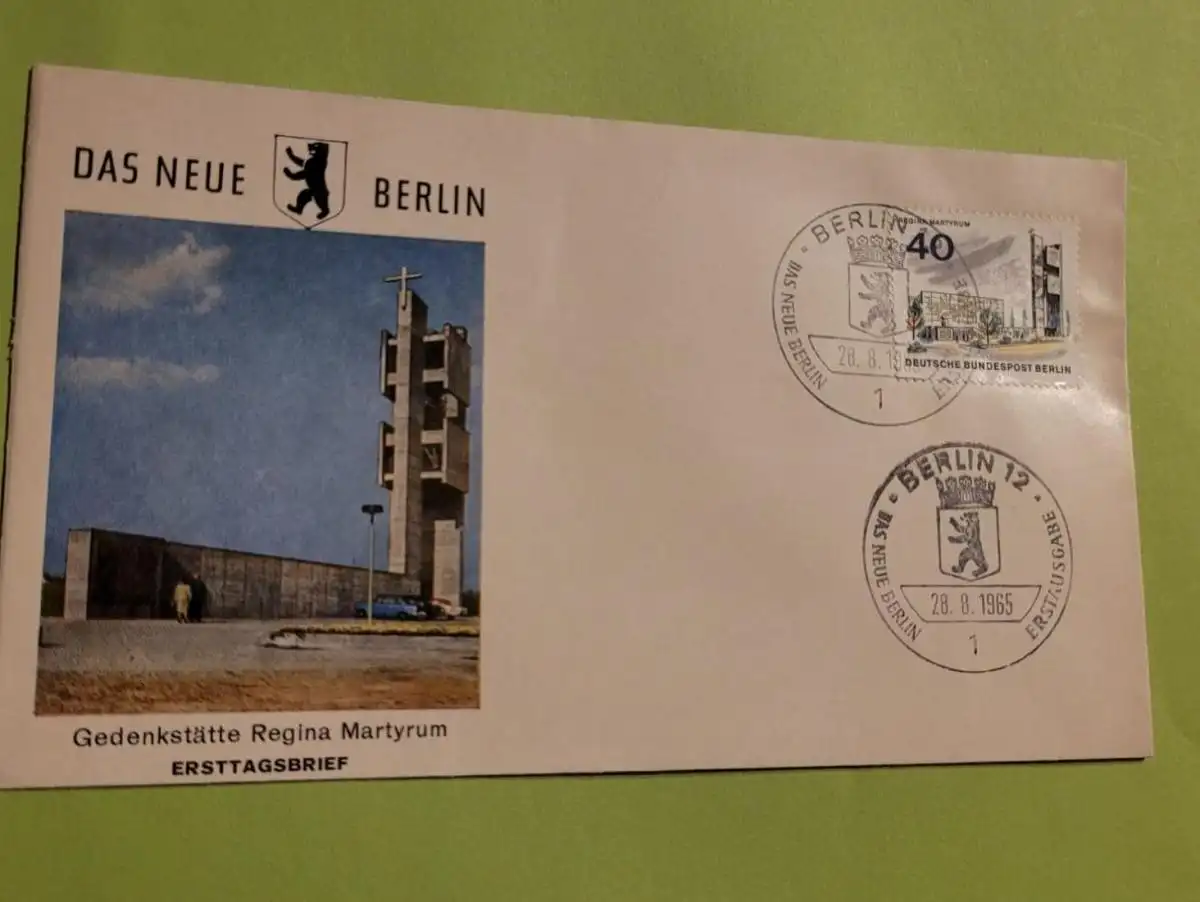 DAS NEUE BERLIN
Gedenkstätte Regina Martyrum
ERSTTAGSBRIEF
REGINA MARTYRUM
40
DEUTSCHE BUNDESPOST BERLIN
BERLIN
DAS NEUE BERLIN
28. 8. 19
1
BERLIN 12
DAS NEUE BERLIN
ERSTAUSGABE
28. 8. 1965
1